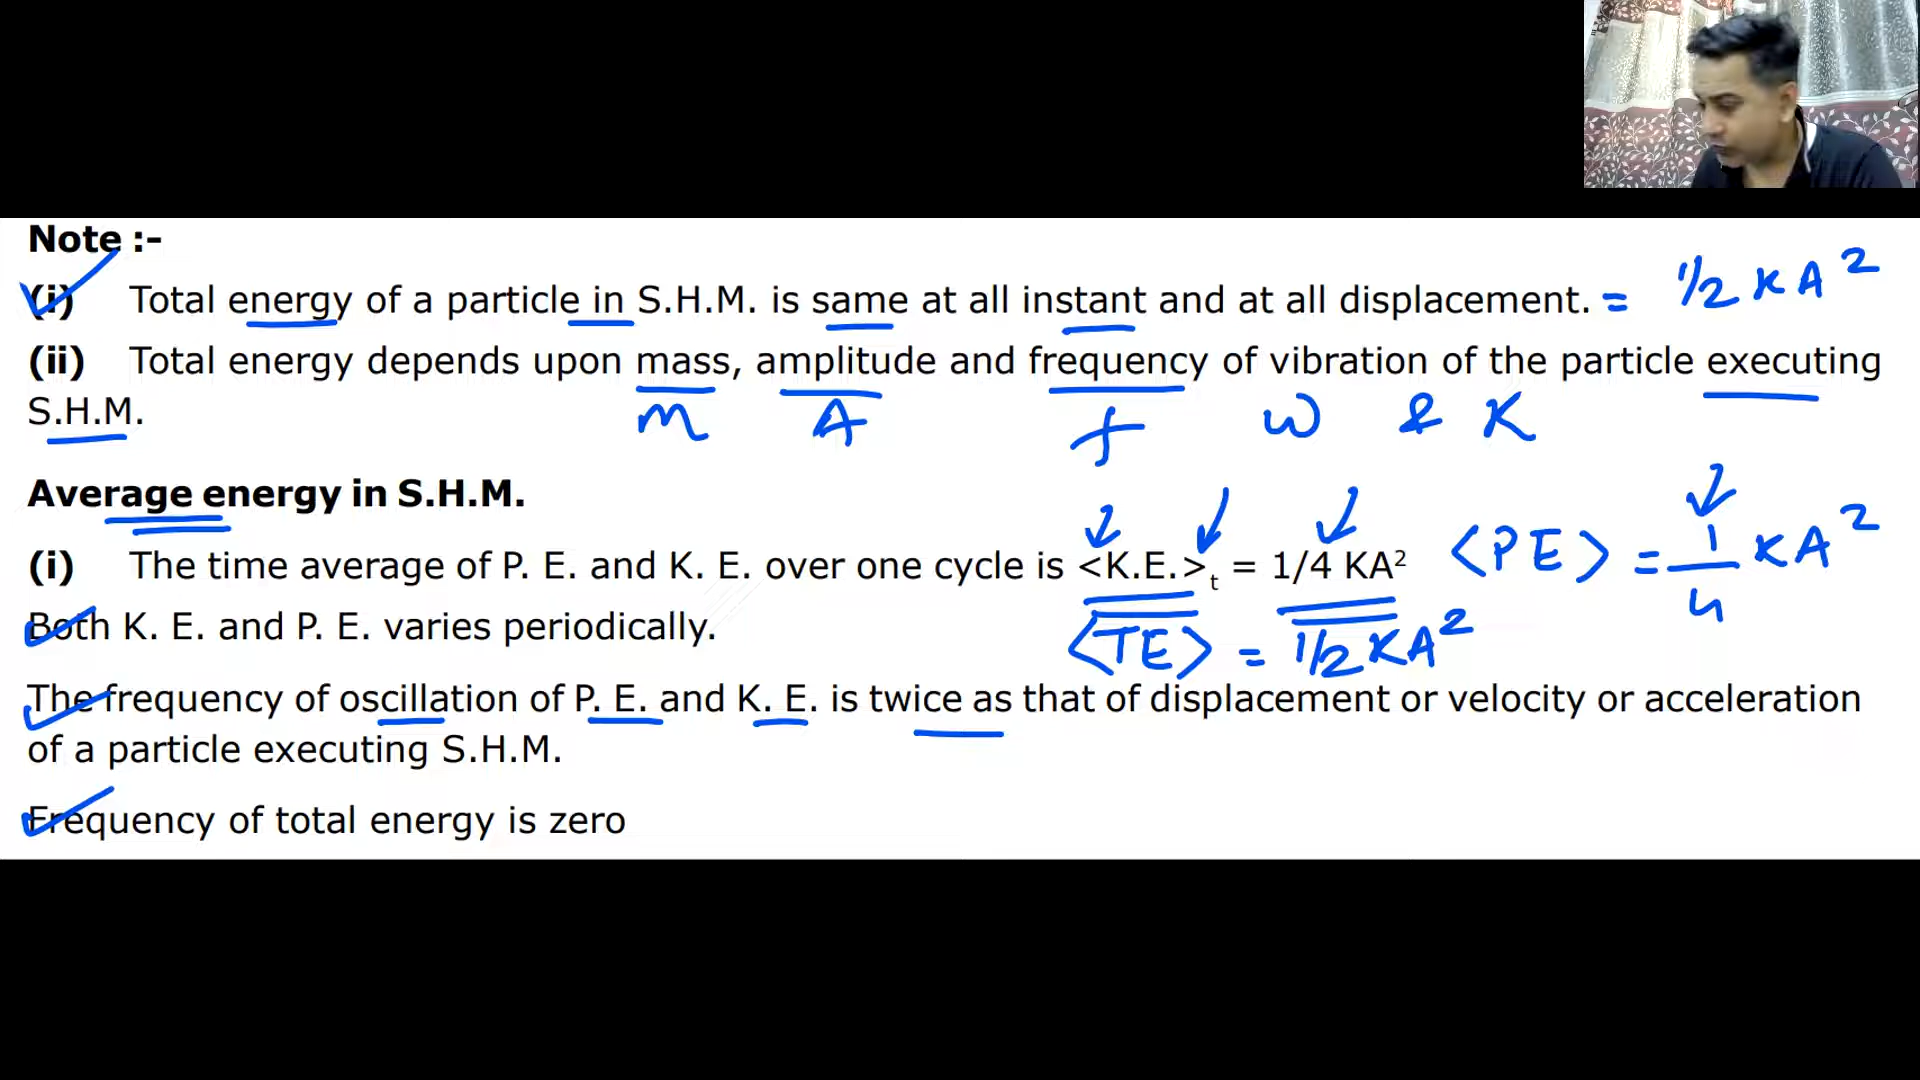 Note :-
(i) Total energy of a particle in S.H.M. is same at all instant and at all displacement. = 1/2 KA²
(ii) Total energy depends upon mass, amplitude and frequency of vibration of the particle executing
S.H.M.
m A f ω & K
Average energy in S.H.M.
(i) The time average of P. E. and K. E. over one cycle is <K.E.>ₜ = 1/4 KA² <PE> = 1/4 KA²
Both K. E. and P. E. varies periodically.
<TE> = 1/2 KA²
The frequency of oscillation of P. E. and K. E. is twice as that of displacement or velocity or acceleration
of a particle executing S.H.M.
Frequency of total energy is zero